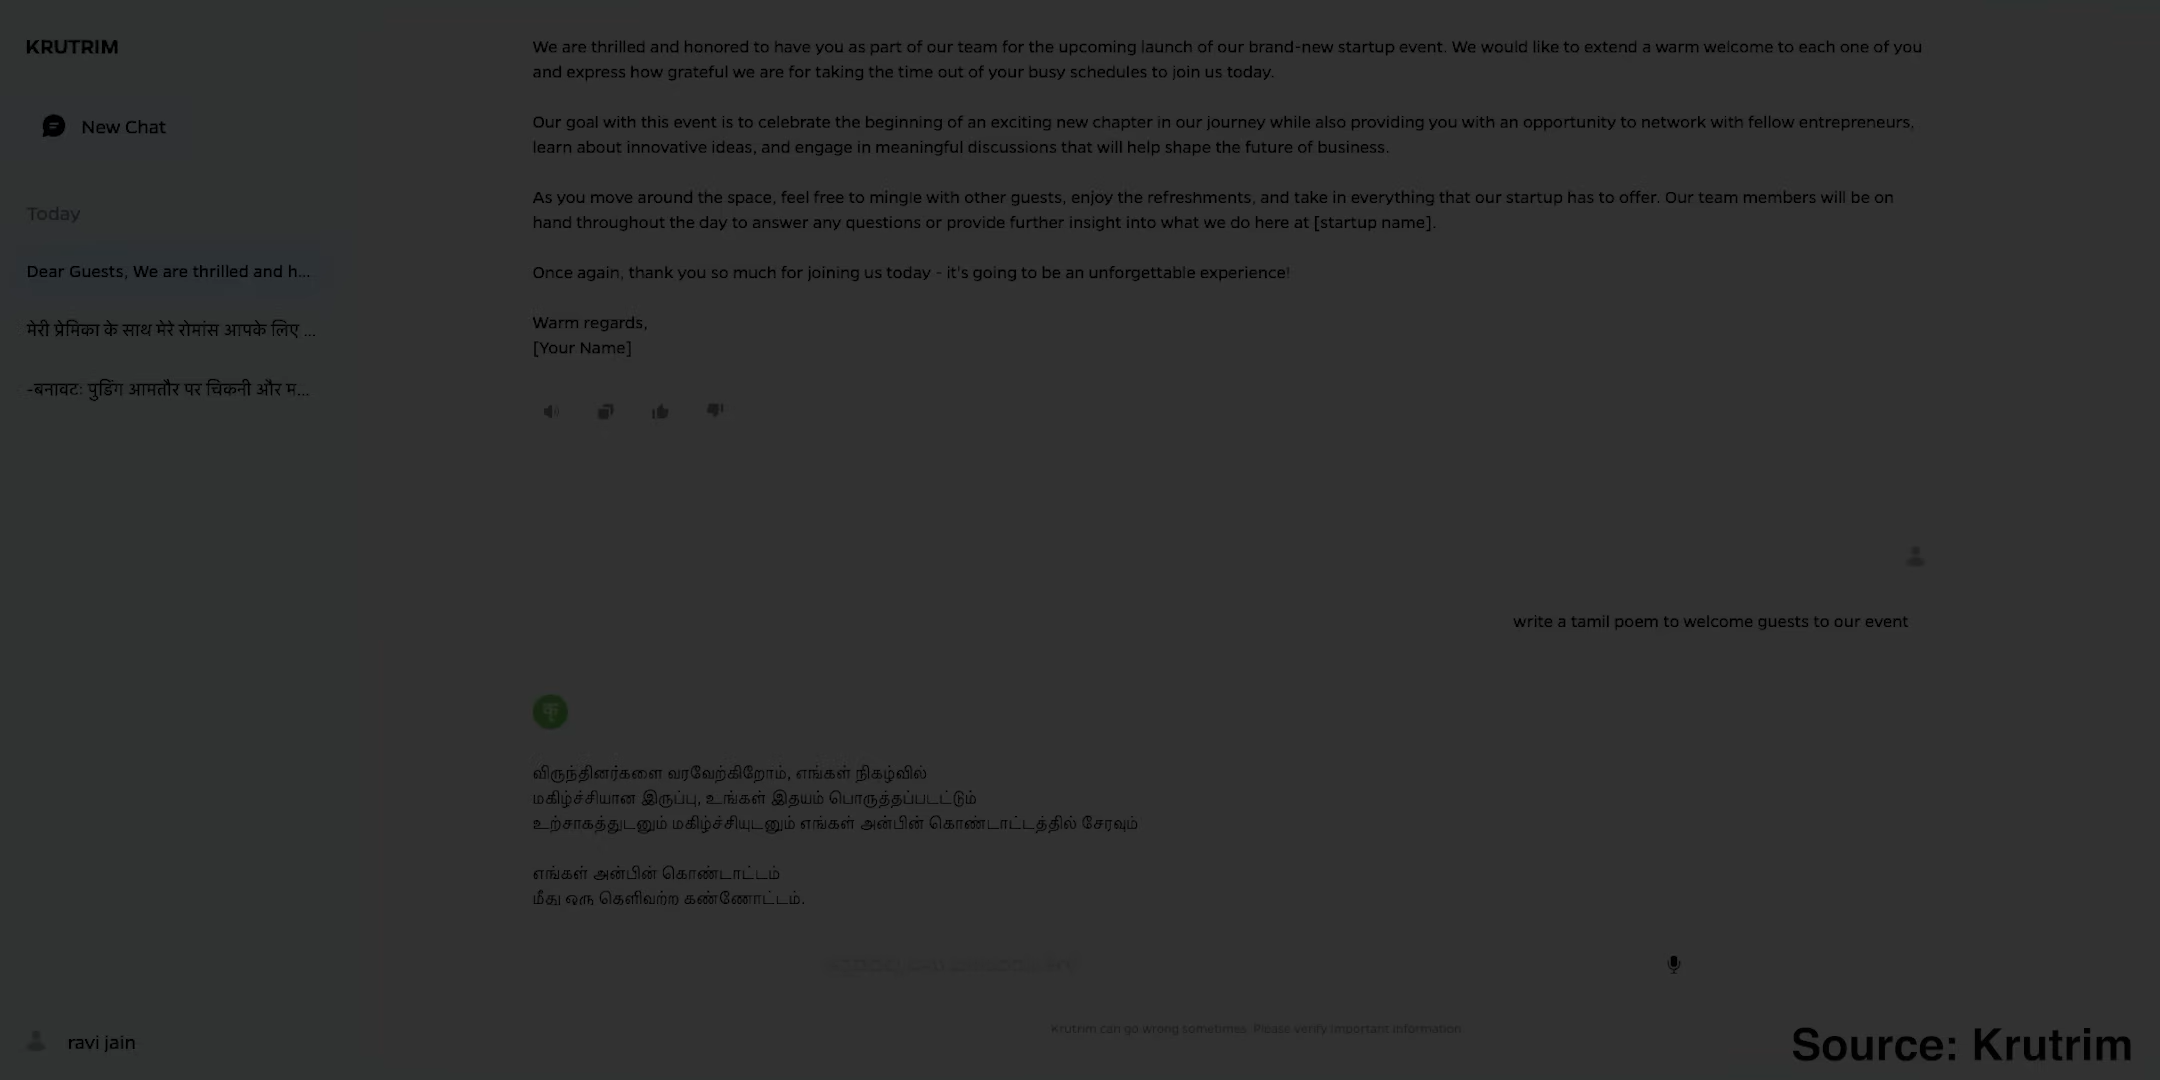 KRUTRIM
New Chat
Today
Dear Guests, We are thrilled and h...
मेरी प्रेमिका के साथ मेरे रोमांस आपके लिए ...
-बनावट: पुडिंग आमतौर पर चिकनी और म...
ravi jain
We are thrilled and honored to have you as part of our team for the upcoming launch of our brand-new startup event. We would like to extend a warm welcome to each one of you
and express how grateful we are for taking the time out of your busy schedules to join us today.
Our goal with this event is to celebrate the beginning of an exciting new chapter in our journey while also providing you with an opportunity to network with fellow entrepreneurs,
learn about innovative ideas, and engage in meaningful discussions that will help shape the future of business.
As you move around the space, feel free to mingle with other guests, enjoy the refreshments, and take in everything that our startup has to offer. Our team members will be on
hand throughout the day to answer any questions or provide further insight into what we do here at [startup name].
Once again, thank you so much for joining us today - it's going to be an unforgettable experience!
Warm regards,
[Your Name]
write a tamil poem to welcome guests to our event
कृ
விருந்தினர்களை வரவேற்கிறோம், எங்கள் நிகழ்வில்
மகிழ்ச்சியான இருப்பு, உங்கள் இதயம் பொருத்தப்படட்டும்
உற்சாகத்துடனும் மகிழ்ச்சியுடனும் எங்கள் அன்பின் கொண்டாட்டத்தில் சேரவும்
எங்கள் அன்பின் கொண்டாட்டம்
மீது ஒரு தெளிவற்ற கண்ணோட்டம்.
Krutrim can go wrong sometimes. Please verify important information.
Source: Krutrim